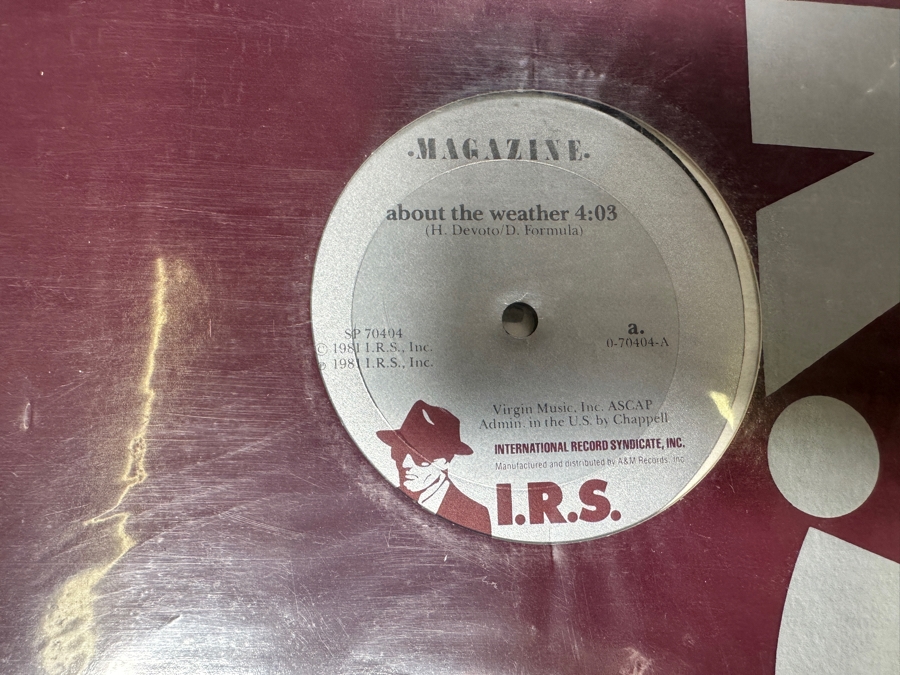 ·MAGAZINE·
about the weather 4:03
(H. Devoto/D. Formula)
SP 70404
© 1981 I.R.S., Inc.
℗ 1981 I.R.S., Inc.
a.
0-70404-A
Virgin Music, Inc. ASCAP
Admin. in the U.S. by Chappell
INTERNATIONAL RECORD SYNDICATE, INC.
Manufactured and distributed by A&M Records, Inc.
I.R.S.